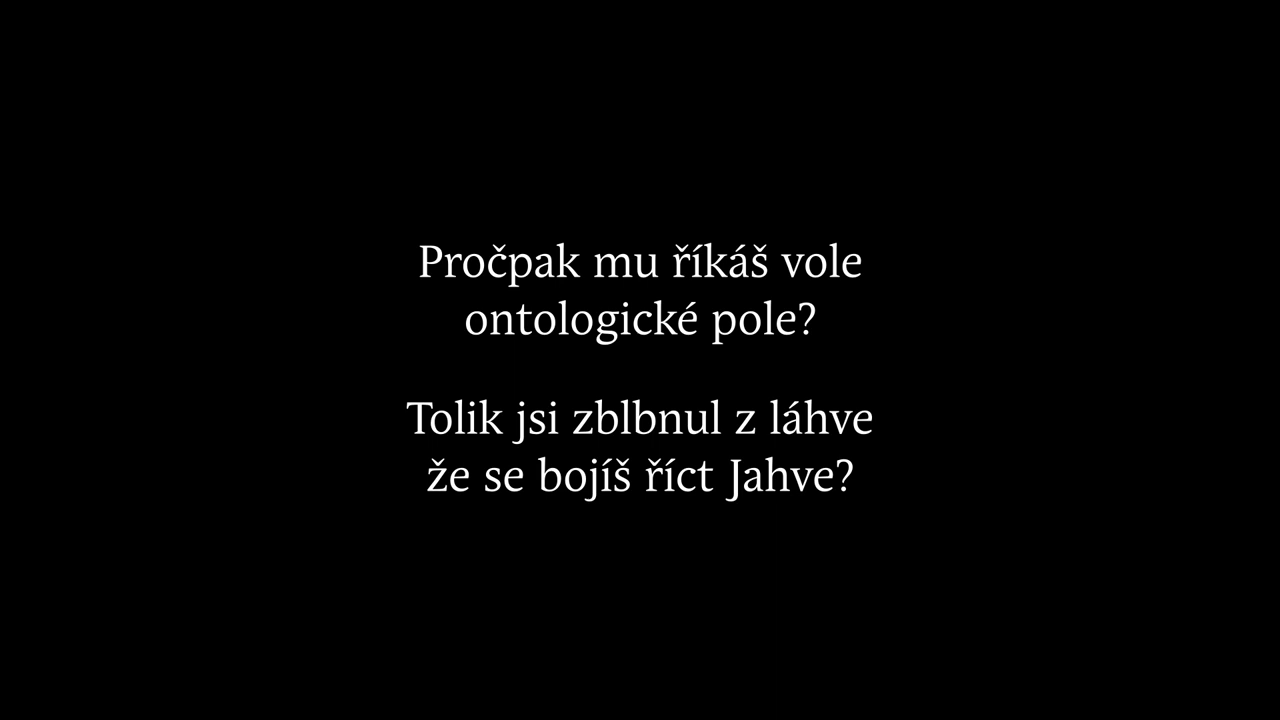 Pročpak mu říkáš vole
ontologické pole?
Tolik jsi zblbnul z láhve
že se bojíš říct Jahve?